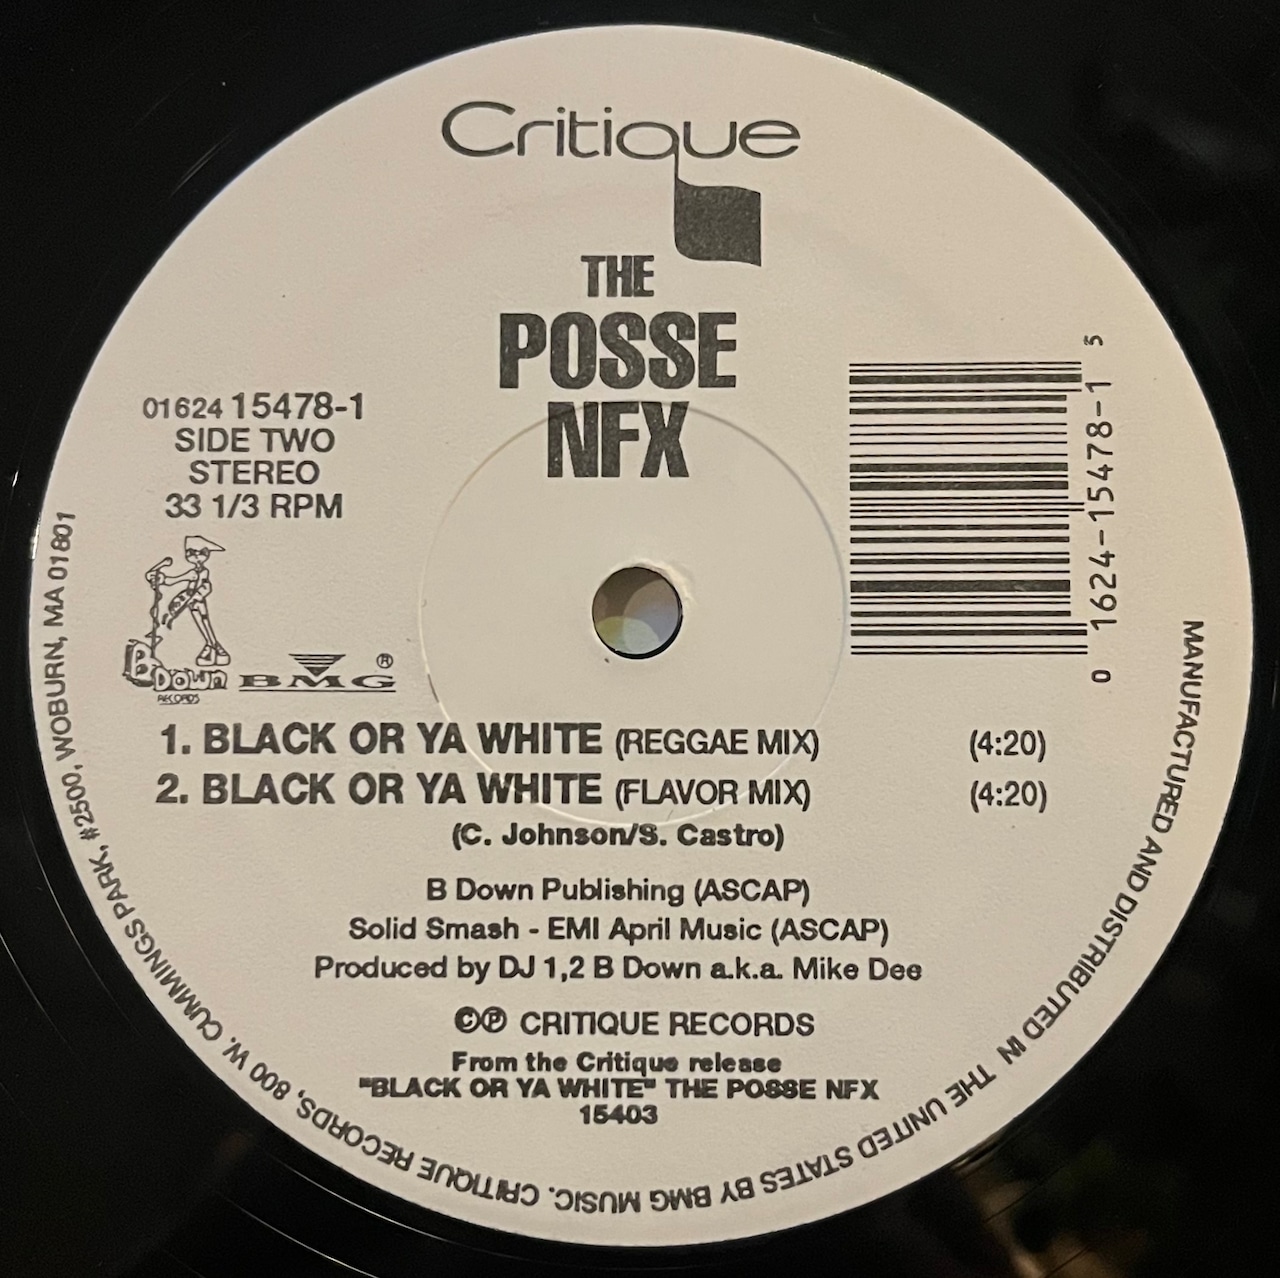 Critique
THE
POSSE
NFX
01624 15478-1
SIDE TWO
STEREO
33 1/3 RPM
B Down
RECORDS
BMG®
0 1624-15478-1 5
1. BLACK OR YA WHITE (REGGAE MIX) (4:20)
2. BLACK OR YA WHITE (FLAVOR MIX) (4:20)
(C. Johnson/S. Castro)
B Down Publishing (ASCAP)
Solid Smash - EMI April Music (ASCAP)
Produced by DJ 1,2 B Down a.k.a. Mike Dee
©℗ CRITIQUE RECORDS
From the Critique release
"BLACK OR YA WHITE" THE POSSE NFX
15403
MANUFACTURED AND DISTRIBUTED IN THE UNITED STATES BY BMG MUSIC. CRITIQUE RECORDS, 800 W. CUMMINGS PARK, #2500, WOBURN, MA 01801